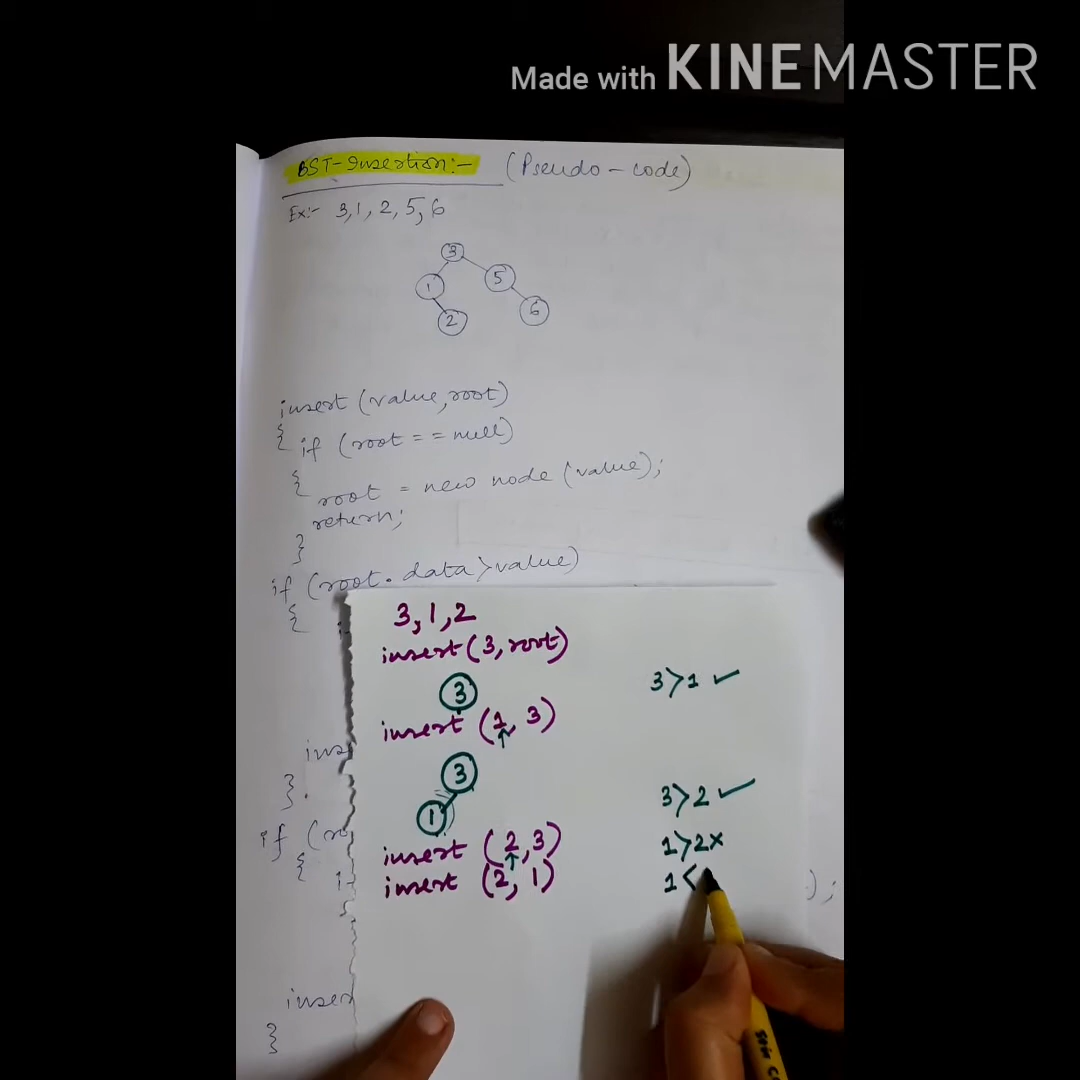 Made with KINEMASTER
BST-Insertion:- (Pseudo-code)
Ex:- 3,1,2,5,6
3
1 5
2 6
insert (value,root)
{ if (root == null)
{
root = new node (value);
return;
}
if (root.data>value)
{
3,1,2
insert(3,root)
3
3>1 ✓
insert (1, 3)
3
1
3>2 ✓
insert (2,3) 1>2×
insert (2, 1) 1<
}.
if (
{
);
}